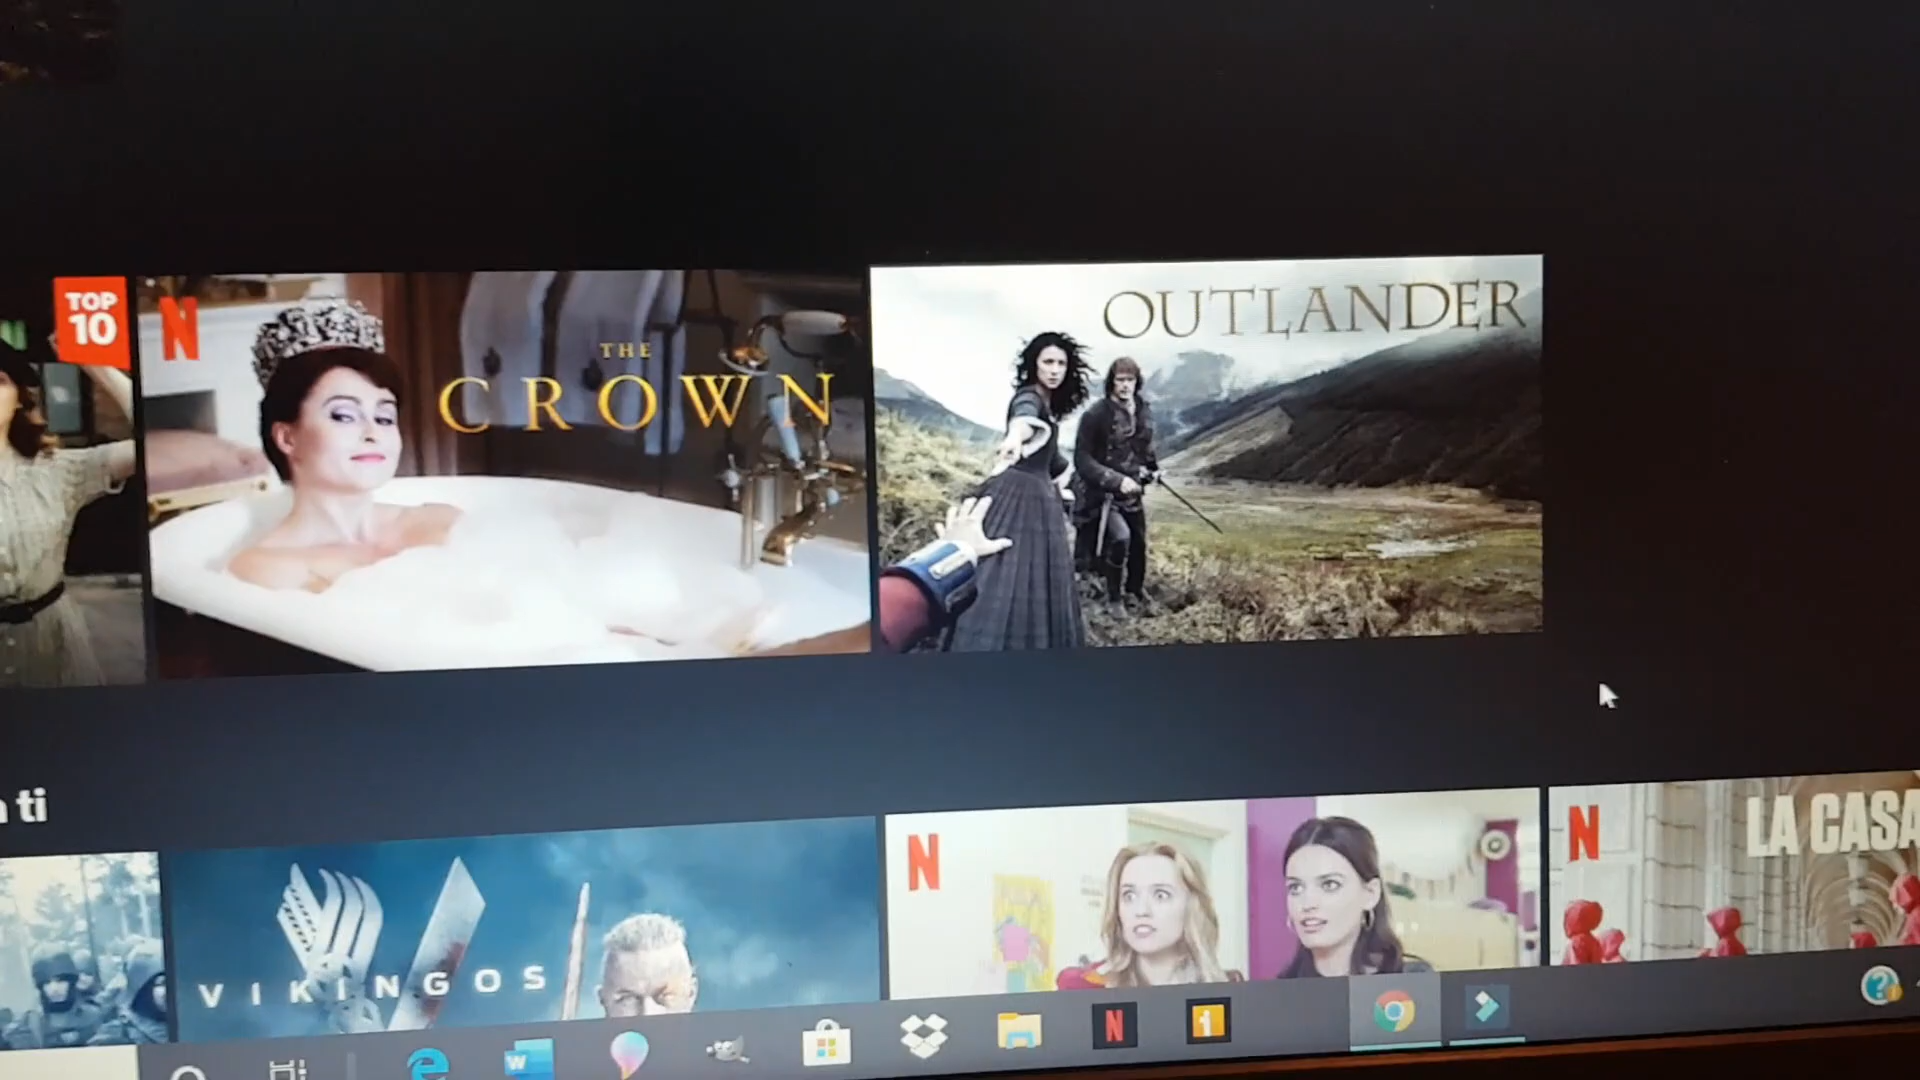 TOP
10
N
THE
CROWN
OUTLANDER
ti
VIKINGOS
N
N
LA CASA
W
N
?